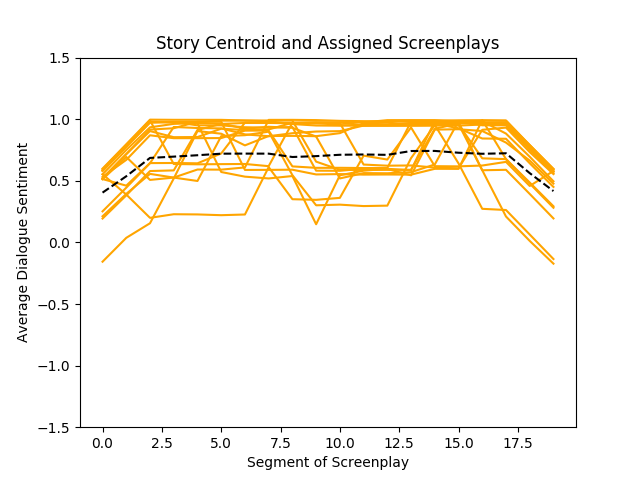 Story Centroid and Assigned Screenplays
1.5
1.0
0.5
0.0
−0.5
−1.0
−1.5
Average Dialogue Sentiment
0.0 2.5 5.0 7.5 10.0 12.5 15.0 17.5
Segment of Screenplay